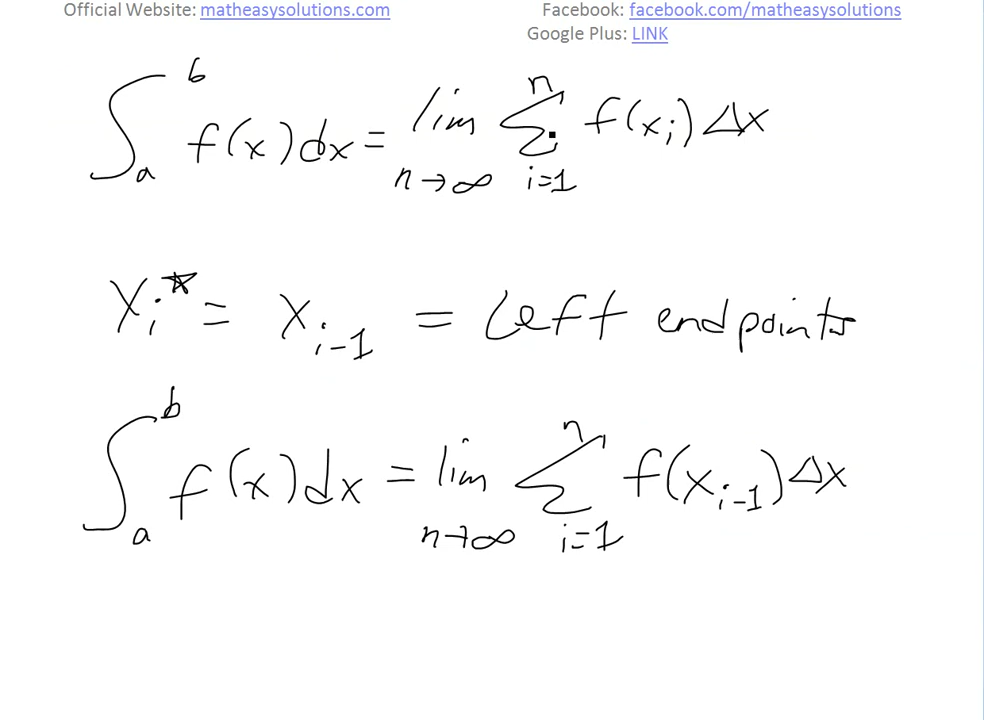 Official Website: matheasysolutions.com
Facebook: facebook.com/matheasysolutions
Google Plus: LINK
∫_a^b f(x)dx = lim_{n→∞} Σ_{i=1}^n f(x_i) Δx
x_i^* = x_{i-1} = Left endpoints
∫_a^b f(x)dx = lim_{n→∞} Σ_{i=1}^n f(x_{i-1}) Δx